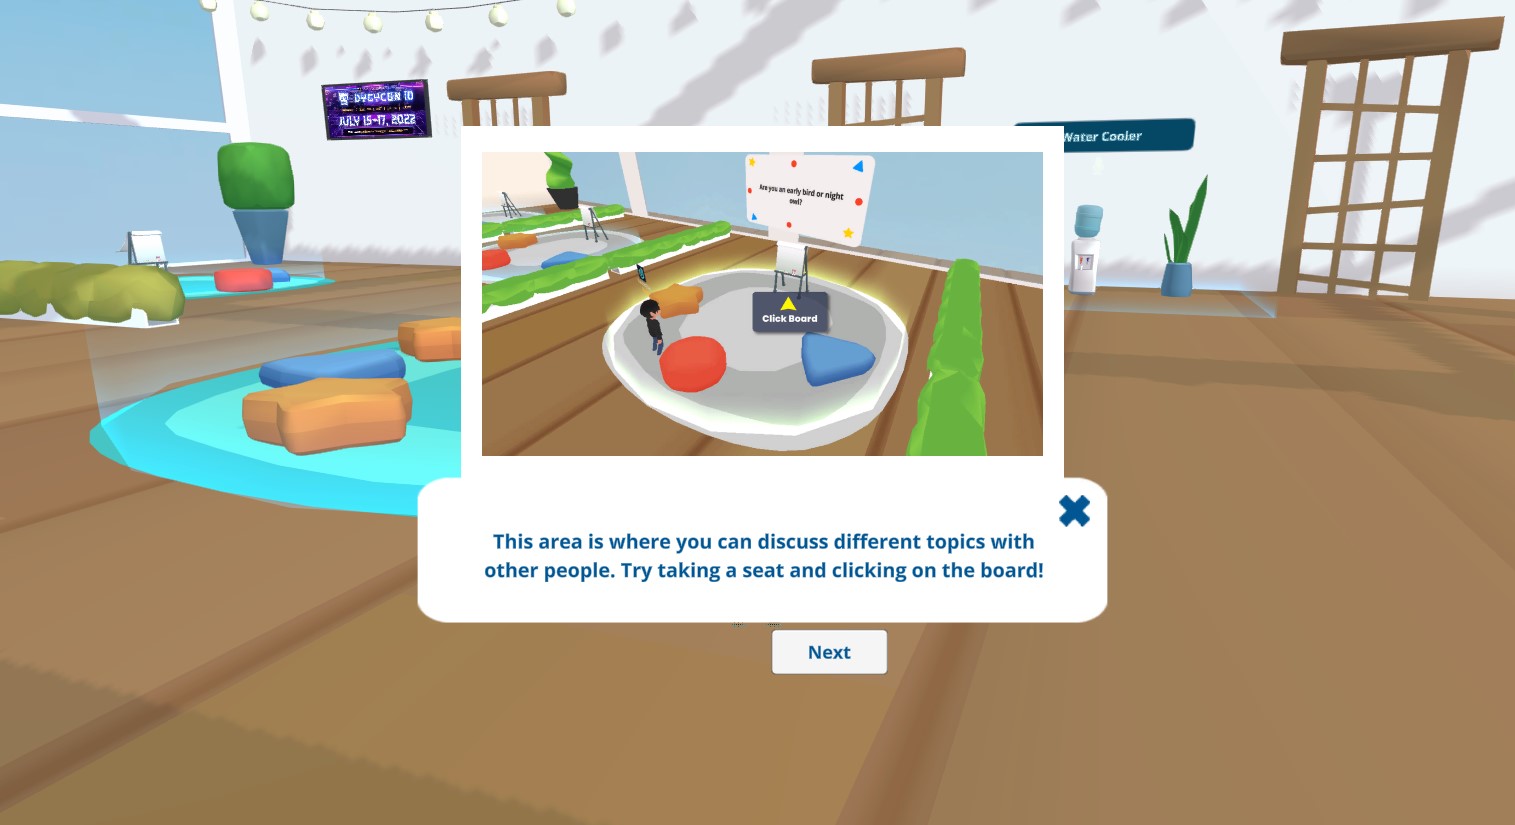 JULY 15-17, 2022
Water Cooler
Are you an early bird or night
owl?
Click Board
This area is where you can discuss different topics with
other people. Try taking a seat and clicking on the board!
Next